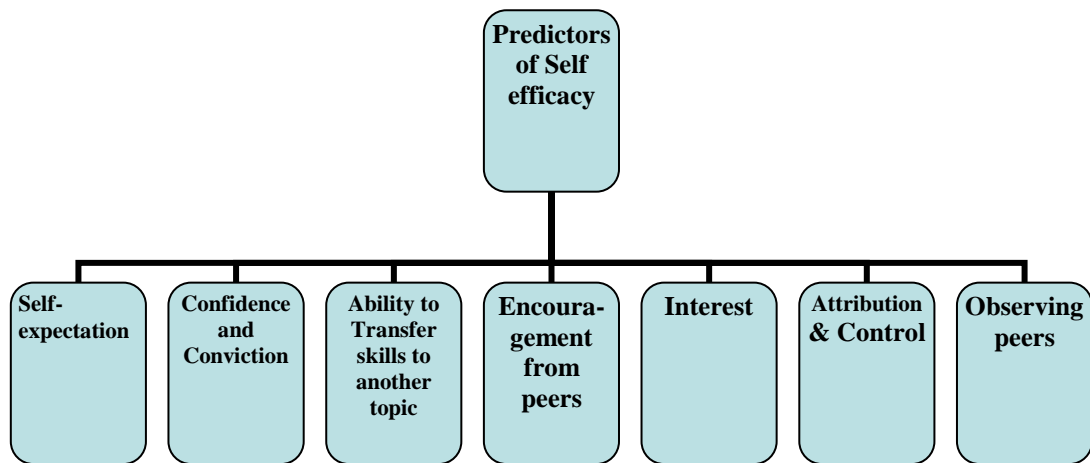 Predictors
of Self
efficacy
Self-
expectation
Confidence
and
Conviction
Ability to
Transfer
skills to
another
topic
Encoura-
gement
from
peers
Interest
Attribution
& Control
Observing
peers